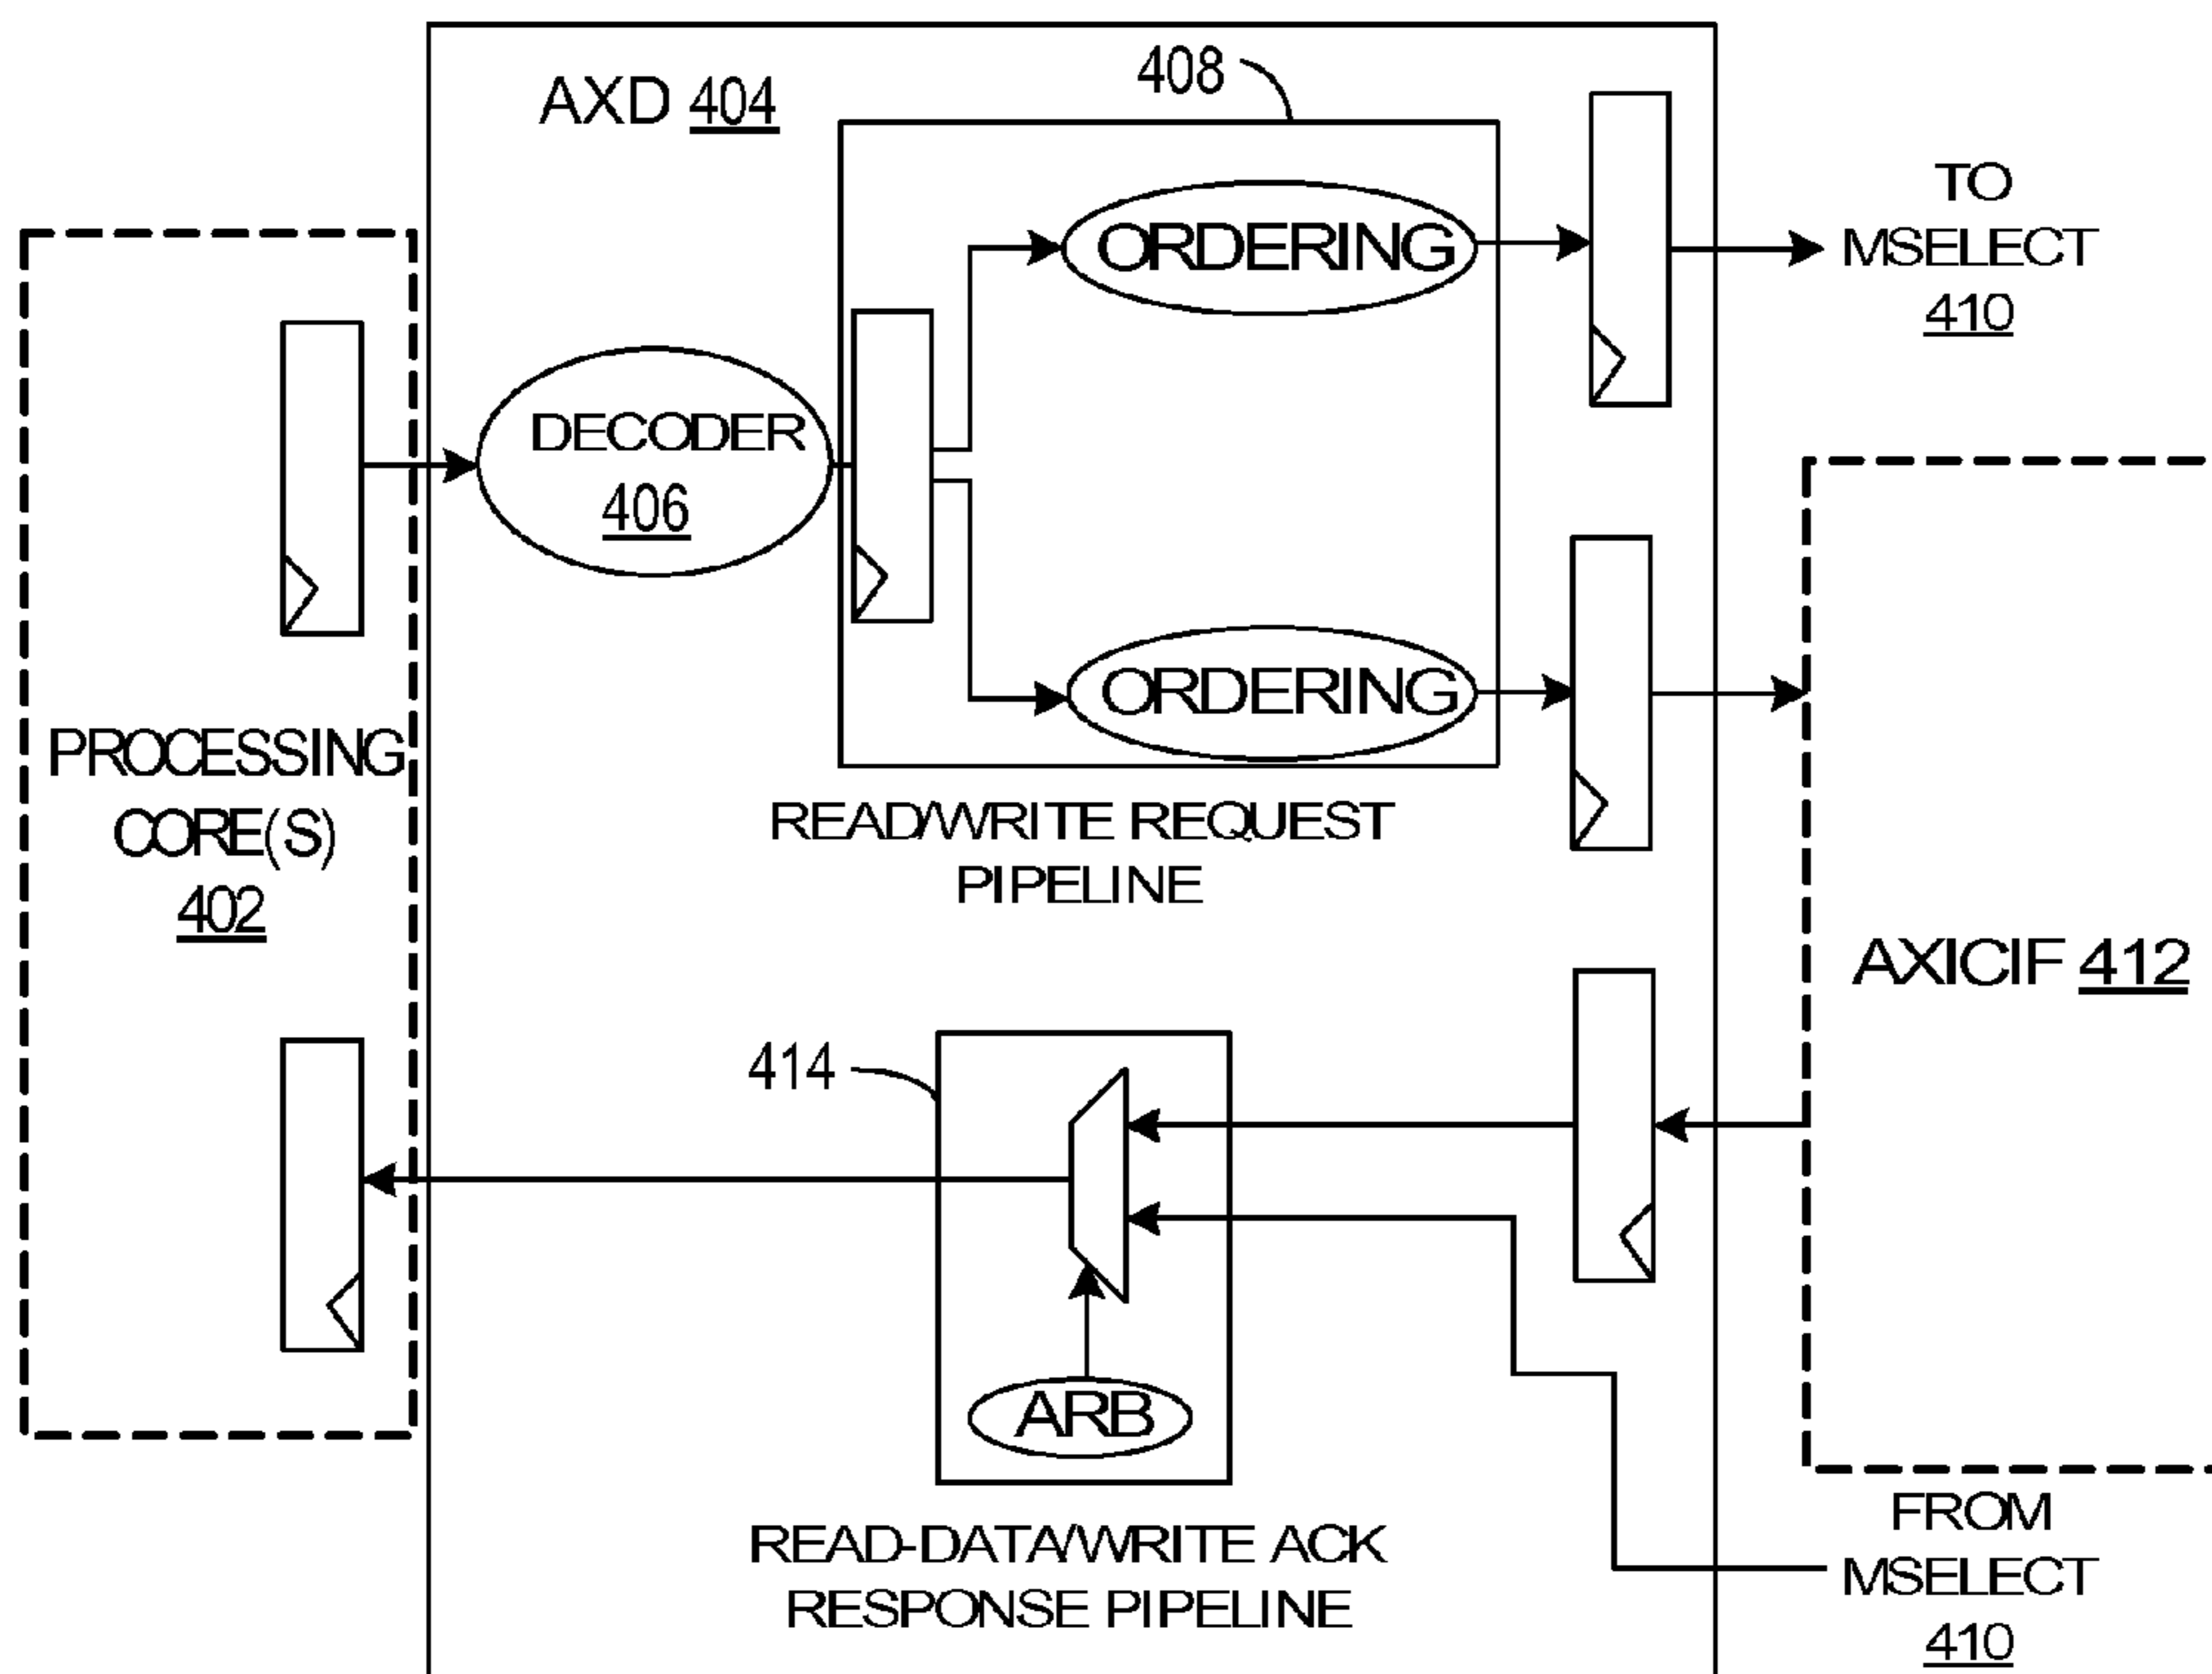 AXD 404
408
TO
MSELECT
410
ORDERING
DECODER
406
ORDERING
PROCESSING
CORE(S)
402
READ/WRITE REQUEST
PIPELINE
AXICIF 412
414
ARB
READ-DATA/WRITE ACK
RESPONSE PIPELINE
FROM
MSELECT
410